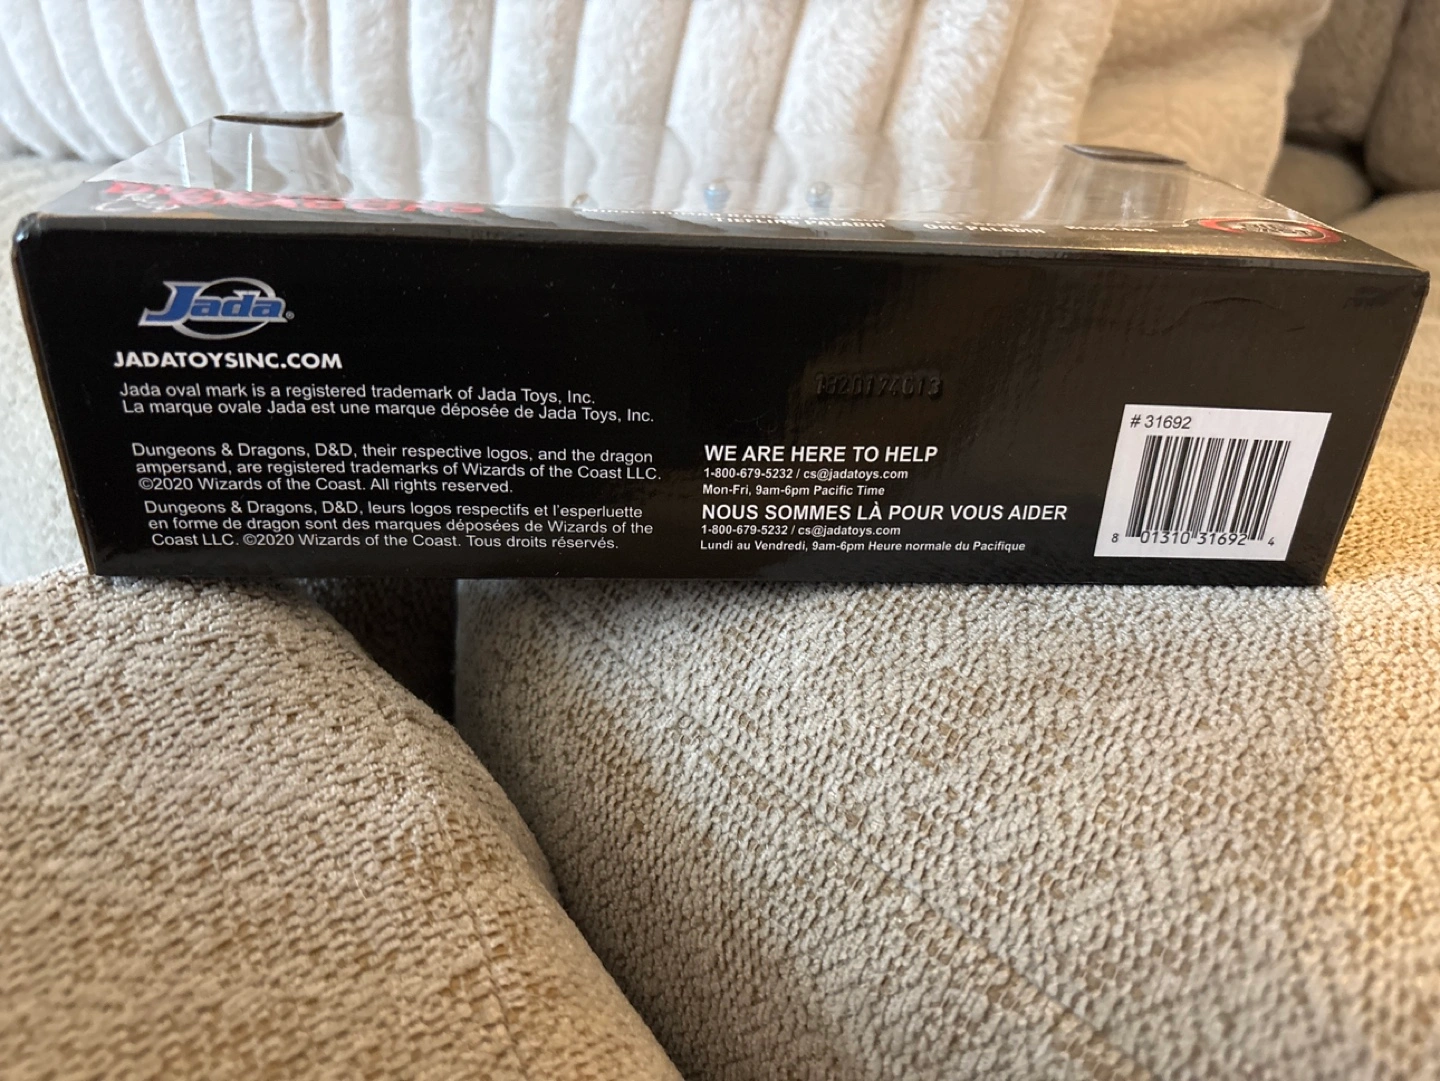 PALADIN
ORC PALADIN
Jada®
JADATOYSINC.COM
Jada oval mark is a registered trademark of Jada Toys, Inc.
La marque ovale Jada est une marque déposée de Jada Toys, Inc.
Dungeons & Dragons, D&D, their respective logos, and the dragon
ampersand, are registered trademarks of Wizards of the Coast LLC.
©2020 Wizards of the Coast. All rights reserved.
Dungeons & Dragons, D&D, leurs logos respectifs et l'esperluette
en forme de dragon sont des marques déposées de Wizards of the
Coast LLC. ©2020 Wizards of the Coast. Tous droits réservés.
WE ARE HERE TO HELP
1-800-679-5232 / cs@jadatoys.com
Mon-Fri, 9am-6pm Pacific Time
NOUS SOMMES LÀ POUR VOUS AIDER
1-800-679-5232 / cs@jadatoys.com
Lundi au Vendredi, 9am-6pm Heure normale du Pacifique
# 31692
8 01310 31692 4